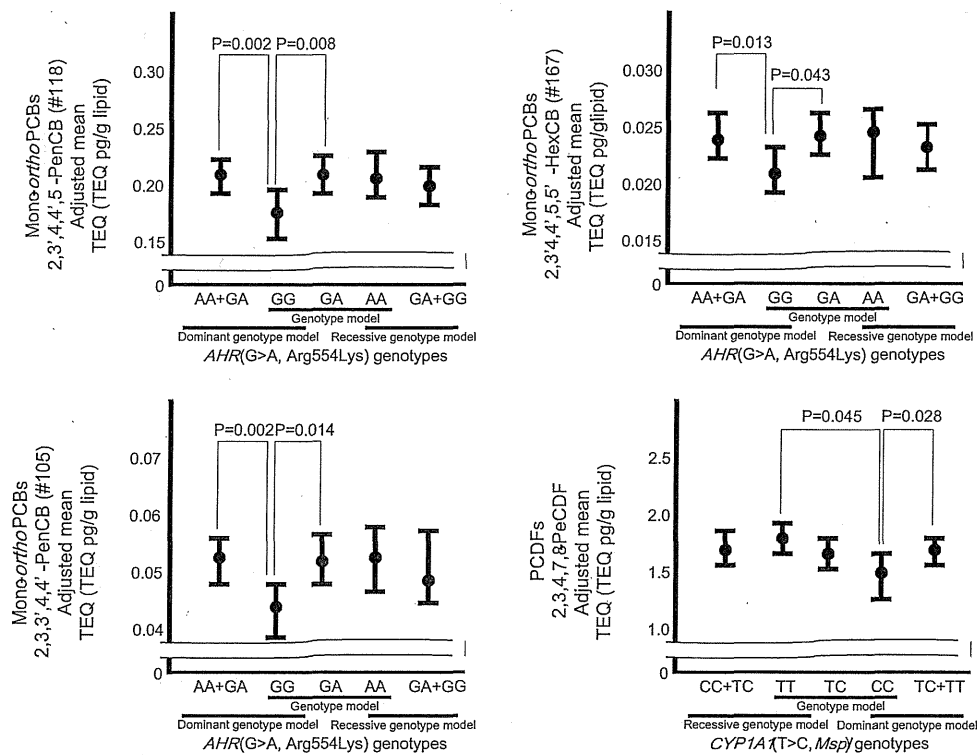 Mono-ortho PCBs
2,3',4,4',5 -PenCB (#118)
Adjusted mean
TEQ (TEQ pg/g lipid)
0.30
0.25
0.20
0.15
0
P=0.002
P=0.008
AA+GA GG GA AA GA+GG
Genotype model
Dominant genotype model Recessive genotype model
AHR(G>A, Arg554Lys) genotypes
Mono-ortho PCBs
2,3'4,4',5,5' -HexCB (#167)
Adjusted mean
TEQ (TEQ pg/glipid)
0.030
0.025
0.020
0.015
0
P=0.013
P=0.043
AA+GA GG GA AA GA+GG
Genotype model
Dominant genotype model Recessive genotype model
AHR(G>A, Arg554Lys) genotypes
Mono-ortho PCBs
2,3,3',4,4' -PenCB (#105)
Adjusted mean
TEQ (TEQ pg/g lipid)
0.07
0.06
0.05
0.04
0
P=0.002 P=0.014
AA+GA GG GA AA GA+GG
Genotype model
Dominant genotype model Recessive genotype model
AHR(G>A, Arg554Lys) genotypes
PCDFs
2,3,4,7,8-PeCDF
Adjusted mean
TEQ (TEQ pg/g lipid)
2.5
2.0
1.5
1.0
0
P=0.045 P=0.028
CC+TC TT TC CC TC+TT
Genotype model
Recessive genotype model Dominant genotype model
CYP1A1(T>C, MspI) genotypes